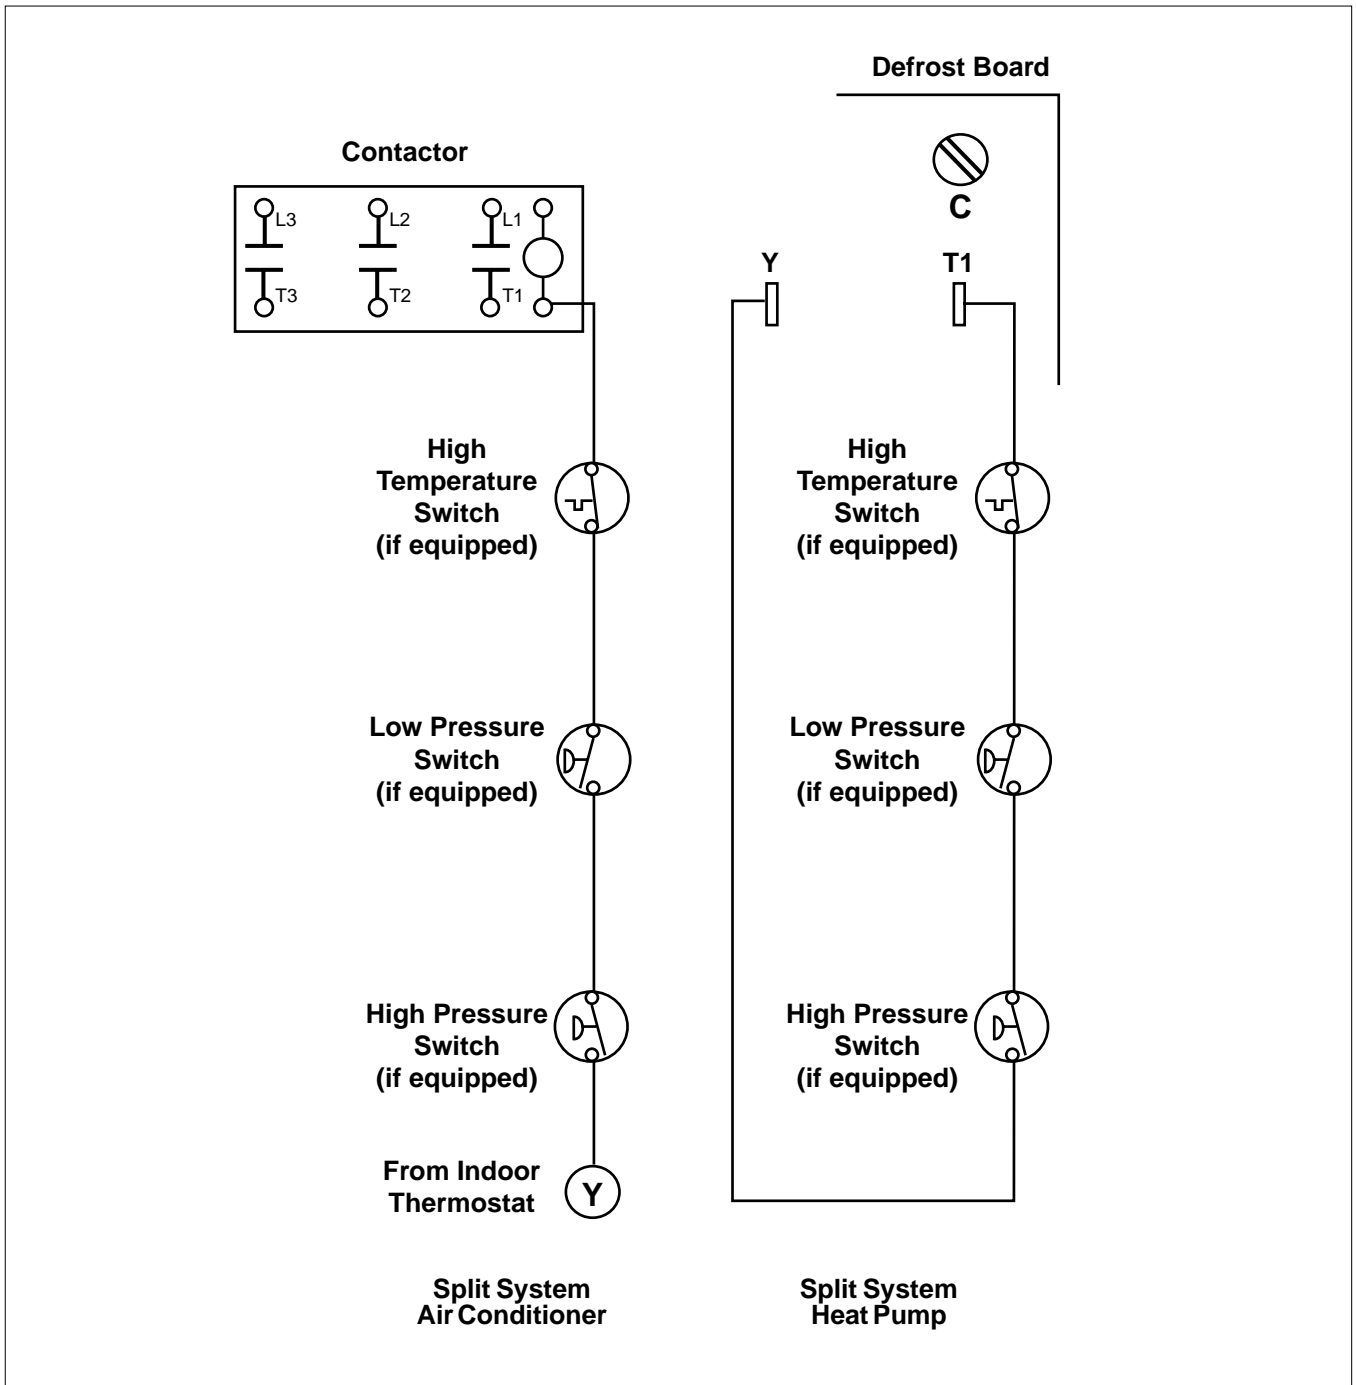 Defrost Board
Contactor
C
L3
L2
L1
T3
T2
T1
Y
T1
High
Temperature
Switch
(if equipped)
High
Temperature
Switch
(if equipped)
Low Pressure
Switch
(if equipped)
Low Pressure
Switch
(if equipped)
High Pressure
Switch
(if equipped)
High Pressure
Switch
(if equipped)
From Indoor
Thermostat
Y
Split System
Air Conditioner
Split System
Heat Pump